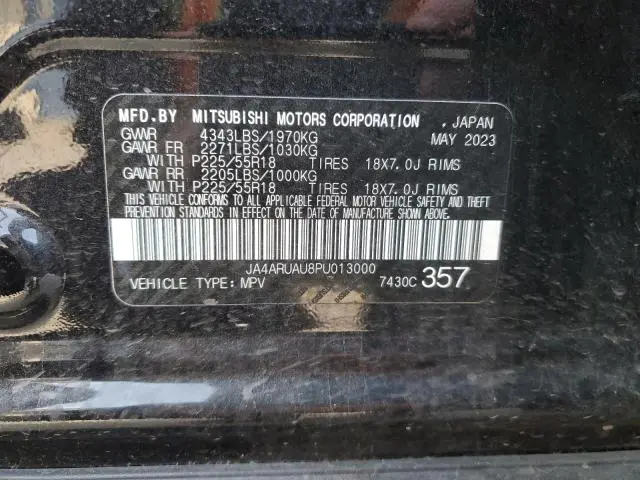 MFD.BY MITSUBISHI MOTORS CORPORATION . JAPAN
GVWR 4343LBS/1970KG MAY 2023
GAWR FR 2271LBS/1030KG
WITH P225/55R18 TIRES 18X7.0J RIMS
GAWR RR 2205LBS/1000KG
WITH P225/55R18 TIRES 18X7.0J RIMS
THIS VEHICLE CONFORMS TO ALL APPLICABLE FEDERAL MOTOR VEHICLE SAFETY AND THEFT
PREVENTION STANDARDS IN EFFECT ON THE DATE OF MANUFACTURE SHOWN ABOVE.
JA4ARUAU8PU013000
VEHICLE TYPE: MPV 7430C 357